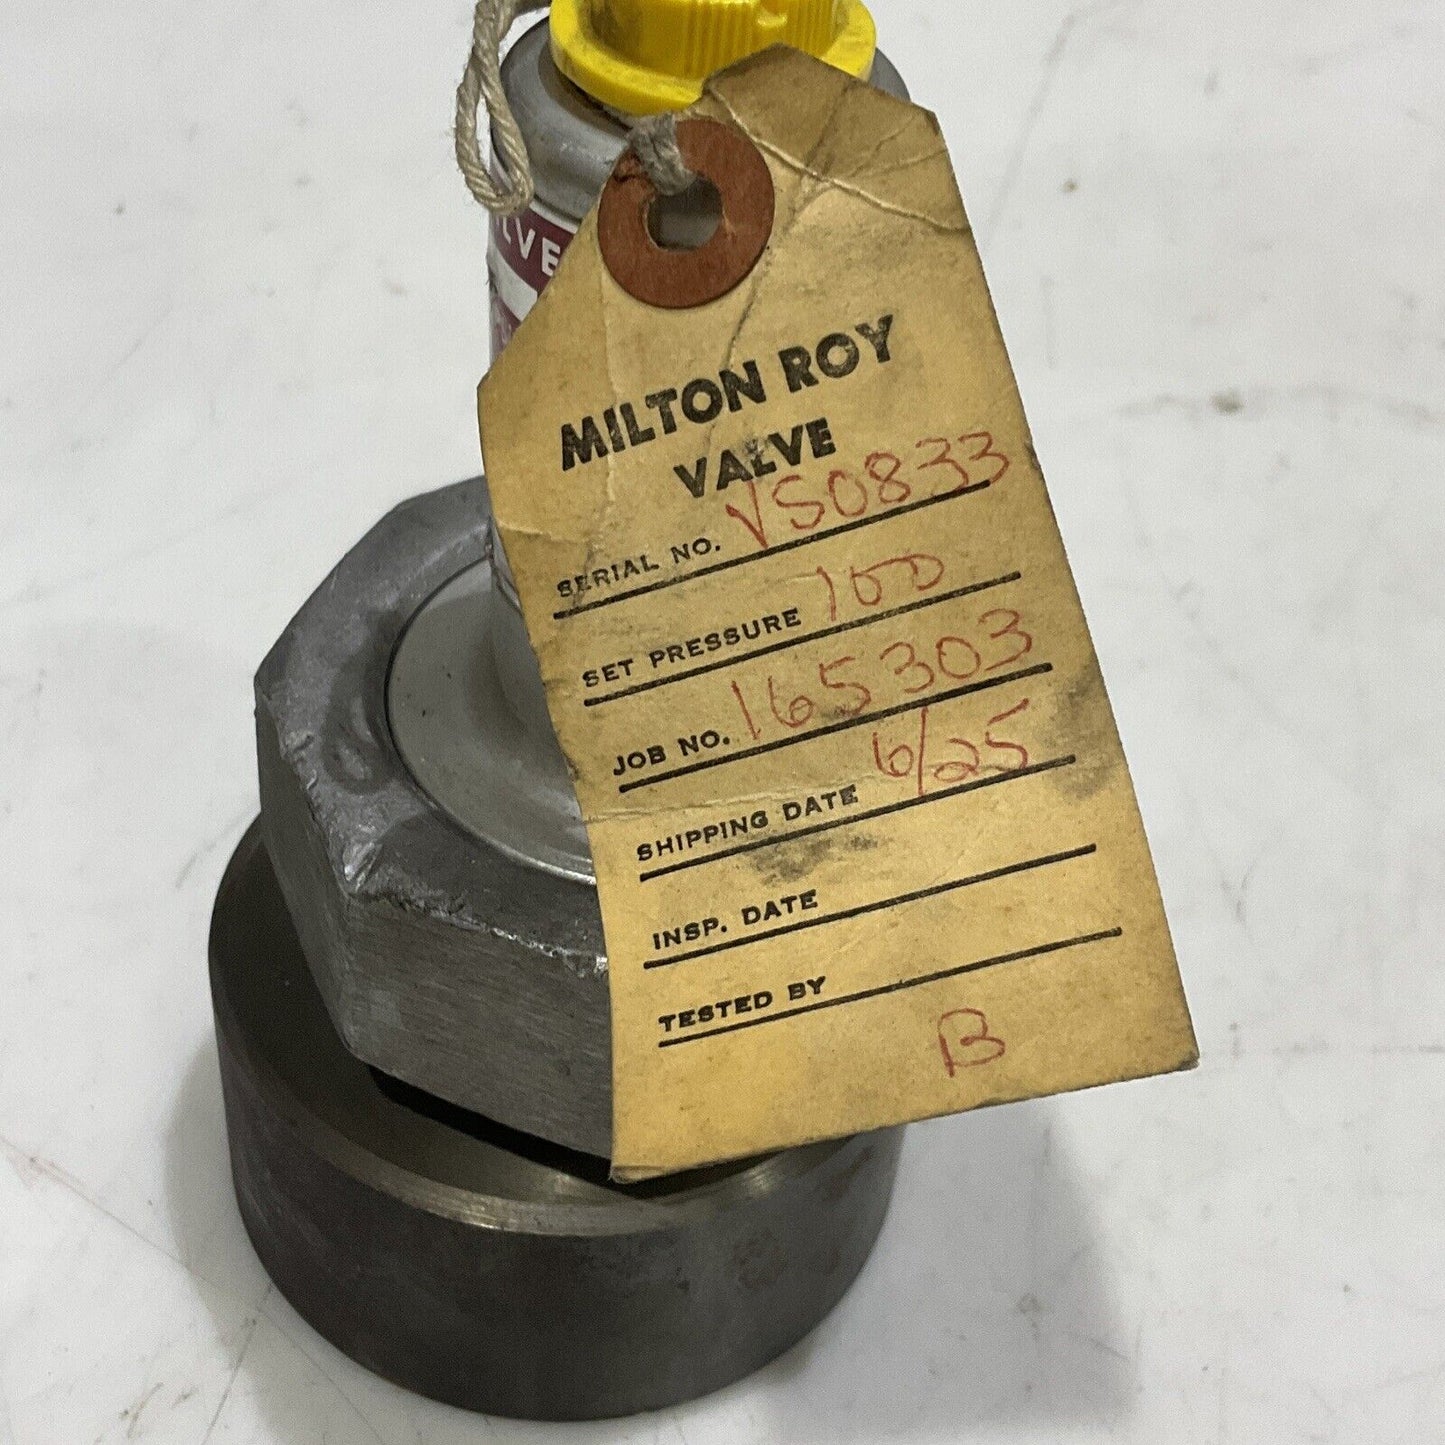 LVE
MILTON ROY
VALVE
SERIAL NO. VS0833
SET PRESSURE 100
JOB NO. 165303
SHIPPING DATE 6/25
INSP. DATE
TESTED BY
B